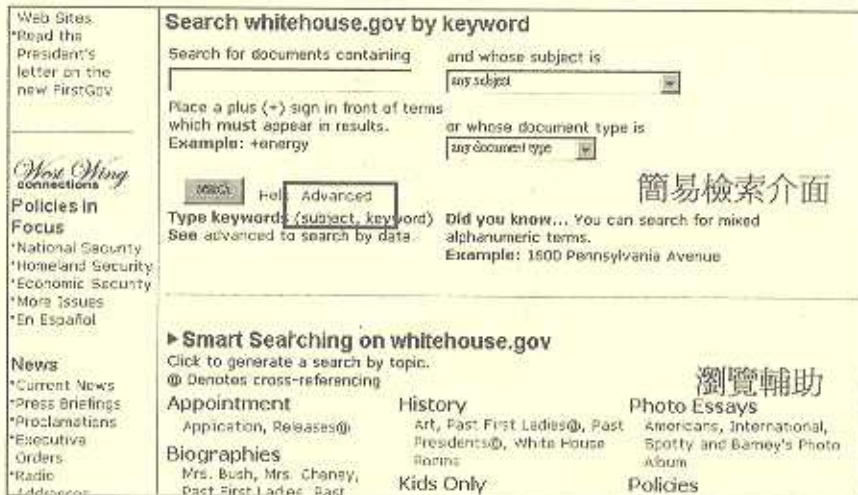 Web Sites
*Read the
President's
letter on the
new FirstGov
West Wing
connections
Policies in
Focus
*National Security
*Homeland Security
*Economic Security
*More Issues
*En Español
News
*Current News
*Press Briefings
*Proclamations
*Executive
Orders
*Radio
Addresses
Search whitehouse.gov by keyword
Search for documents containing
Place a plus (+) sign in front of terms
which must appear in results.
Example: +energy
and whose subject is
any subject
or whose document type is
any document type
簡易檢索介面
search Help Advanced
Type keywords (subject, keyword)
See advanced to search by data.
Did you know... You can search for mixed
alphanumeric terms.
Example: 1600 Pennsylvania Avenue
▶Smart Searching on whitehouse.gov
Click to generate a search by topic.
@ Denotes cross-referencing
瀏覽輔助
Appointment
Application, Releases@
Biographies
Mrs. Bush, Mrs. Cheney,
Past First Ladies, Past
History
Art, Past First Ladies@, Past
Presidents@, White House
Rooms
Kids Only
Photo Essays
Americans, International,
Spotty and Barney's Photo
Album
Policies